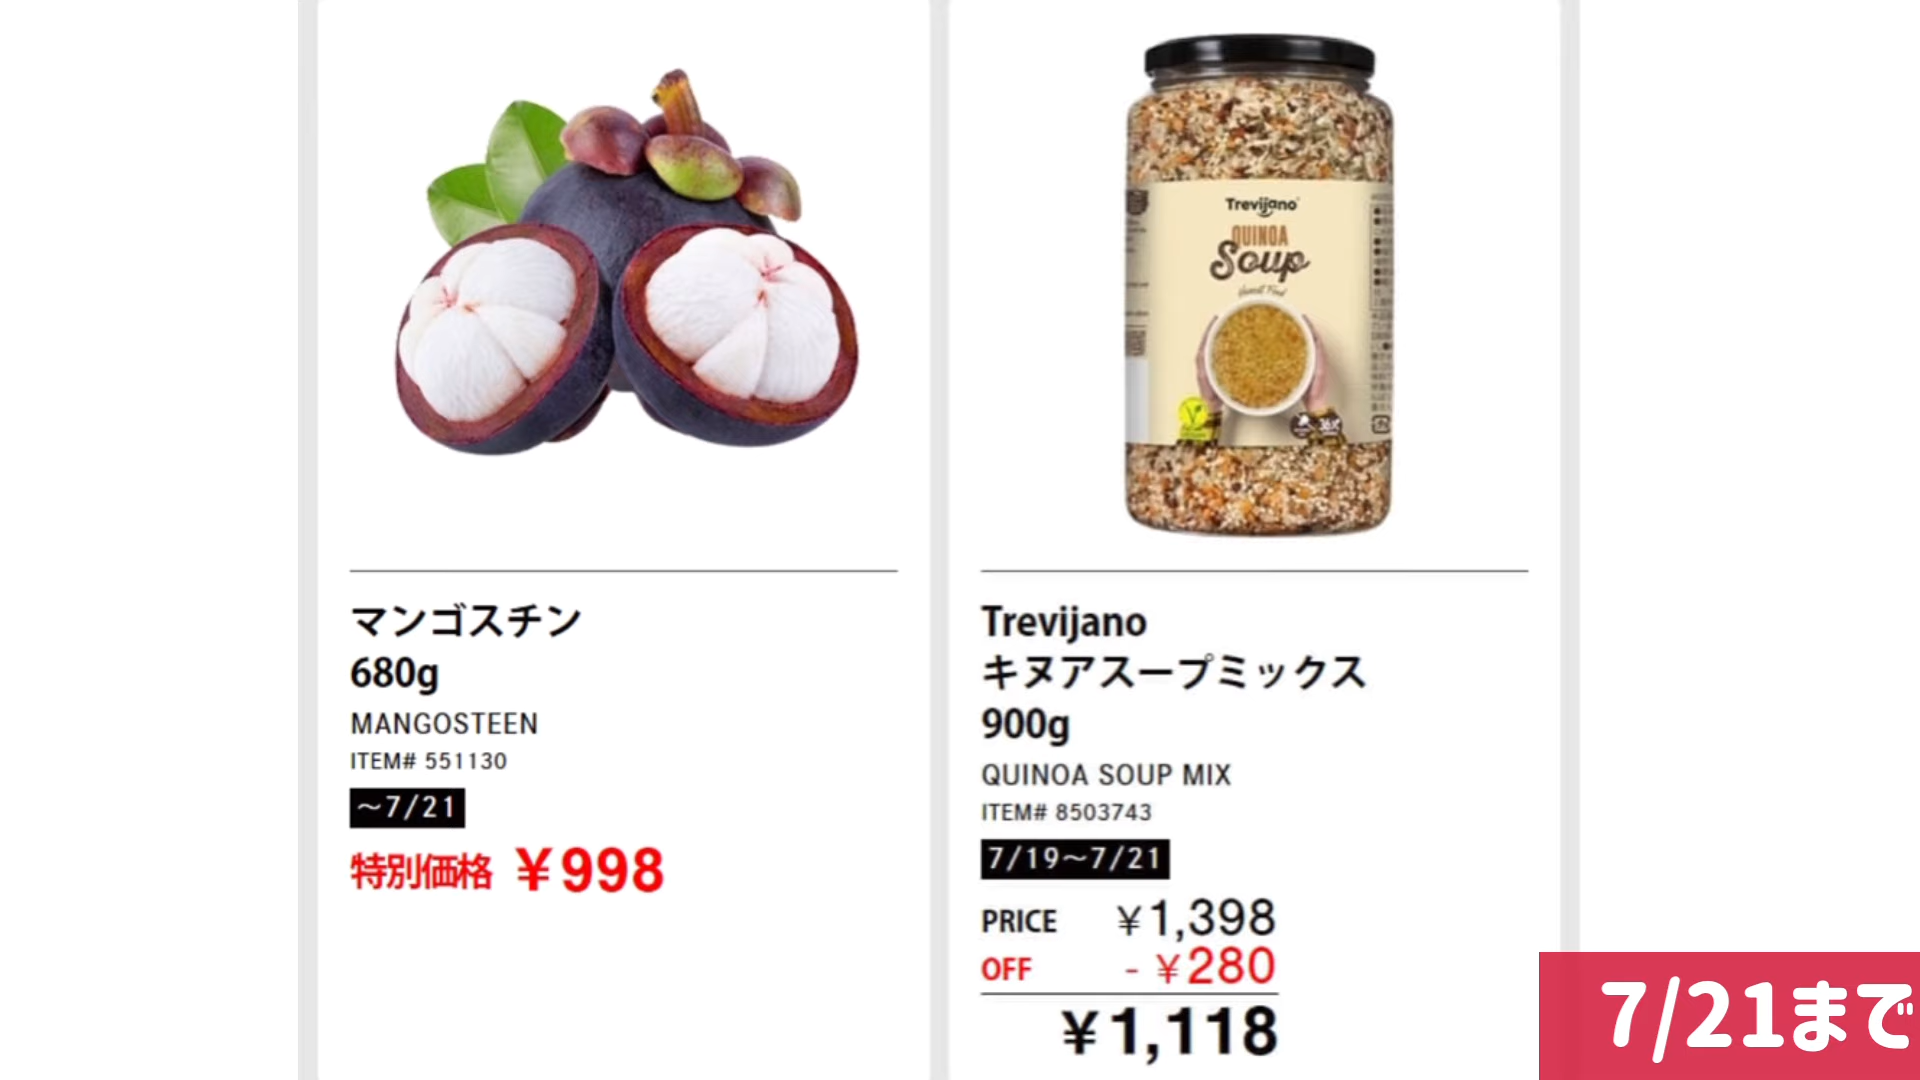 マンゴスチン
680g
MANGOSTEEN
ITEM# 551130
～7/21
特別価格 ￥998
Trevijano
QUINOA
Soup
Trevijano
キヌアスープミックス
900g
QUINOA SOUP MIX
ITEM# 8503743
7/19～7/21
PRICE ￥1,398
OFF - ￥280
￥1,118
7/21まで